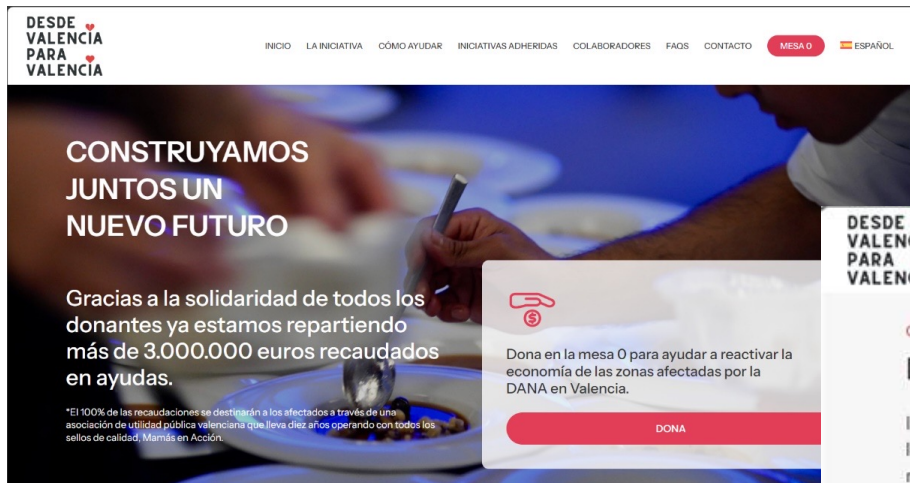 DESDE
VALENCIA
PARA
VALENCIA
INICIO LA INICIATIVA CÓMO AYUDAR INICIATIVAS ADHERIDAS COLABORADORES FAQS CONTACTO MESA 0 ESPAÑOL
CONSTRUYAMOS
JUNTOS UN
NUEVO FUTURO
Gracias a la solidaridad de todos los
donantes ya estamos repartiendo
más de 3.000.000 euros recaudados
en ayudas.
*El 100% de las recaudaciones se destinarán a los afectados a través de una
asociación de utilidad pública valenciana que lleva diez años operando con todos los
sellos de calidad, Mamás en Acción.
Dona en la mesa 0 para ayudar a reactivar la
economía de las zonas afectadas por la
DANA en Valencia.
DONA
DESDE
PARA